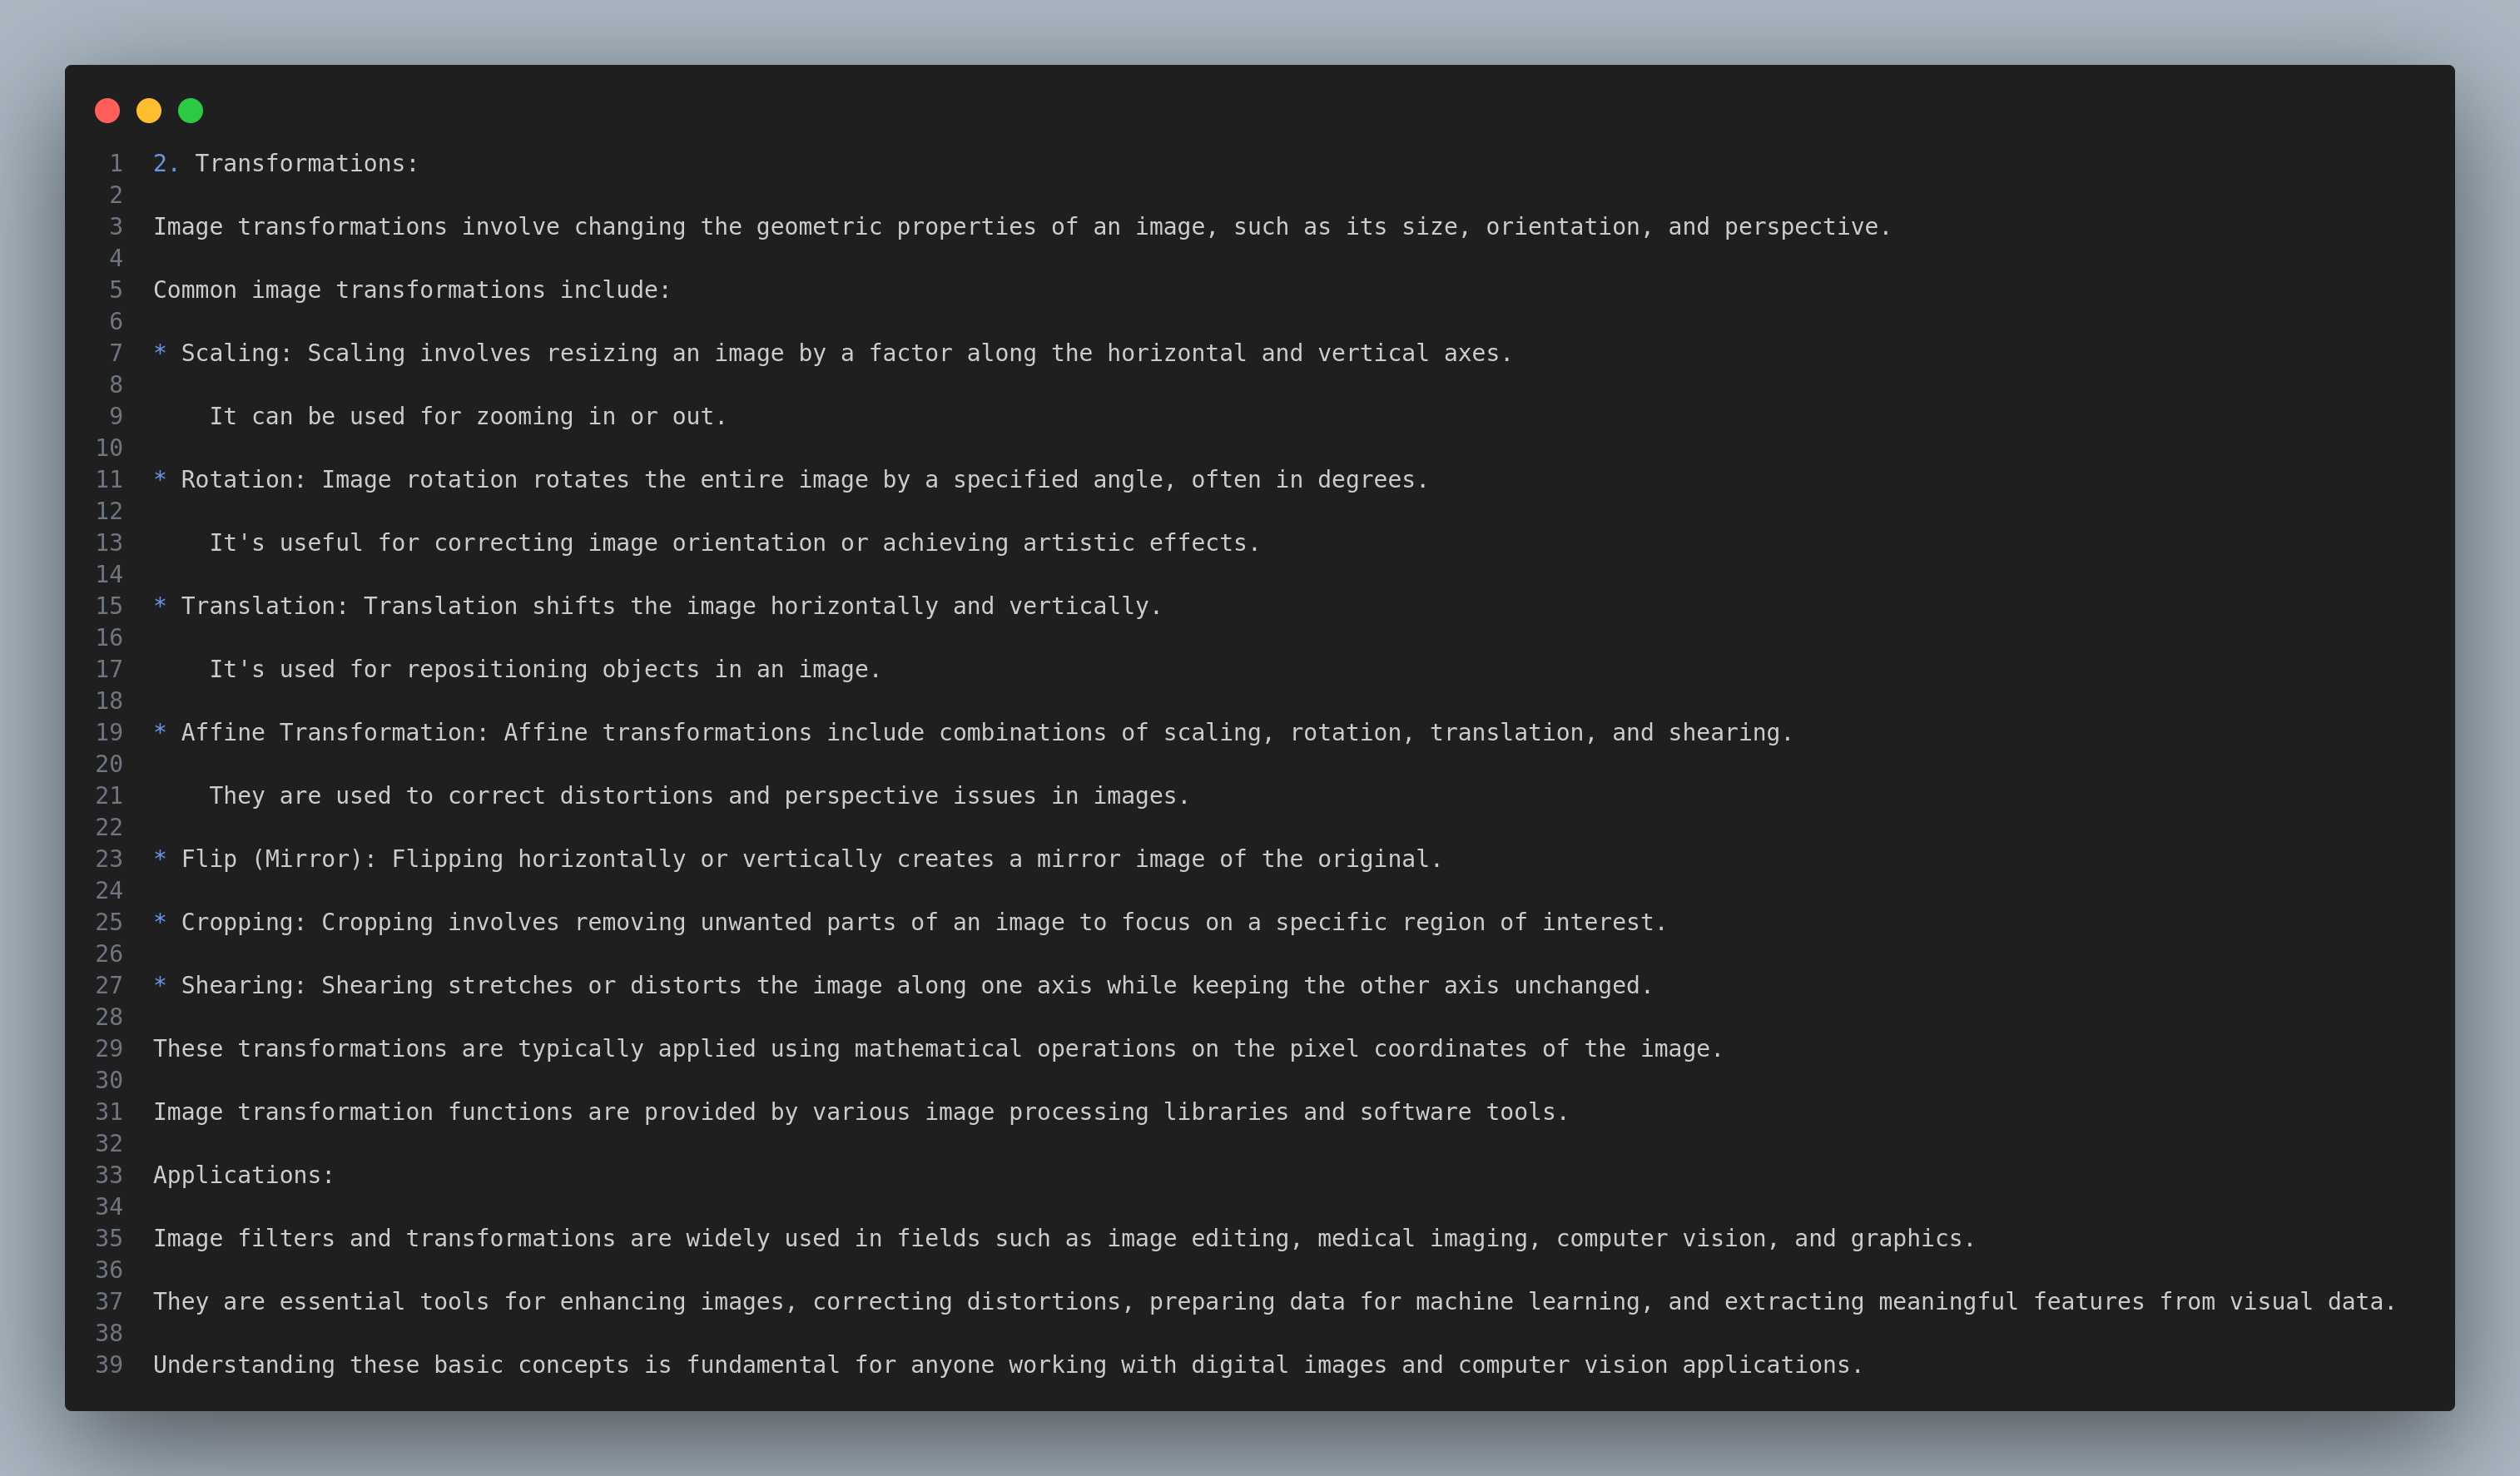 1 2. Transformations:
2
3 Image transformations involve changing the geometric properties of an image, such as its size, orientation, and perspective.
4
5 Common image transformations include:
6
7 * Scaling: Scaling involves resizing an image by a factor along the horizontal and vertical axes.
8
9 It can be used for zooming in or out.
10
11 * Rotation: Image rotation rotates the entire image by a specified angle, often in degrees.
12
13 It's useful for correcting image orientation or achieving artistic effects.
14
15 * Translation: Translation shifts the image horizontally and vertically.
16
17 It's used for repositioning objects in an image.
18
19 * Affine Transformation: Affine transformations include combinations of scaling, rotation, translation, and shearing.
20
21 They are used to correct distortions and perspective issues in images.
22
23 * Flip (Mirror): Flipping horizontally or vertically creates a mirror image of the original.
24
25 * Cropping: Cropping involves removing unwanted parts of an image to focus on a specific region of interest.
26
27 * Shearing: Shearing stretches or distorts the image along one axis while keeping the other axis unchanged.
28
29 These transformations are typically applied using mathematical operations on the pixel coordinates of the image.
30
31 Image transformation functions are provided by various image processing libraries and software tools.
32
33 Applications:
34
35 Image filters and transformations are widely used in fields such as image editing, medical imaging, computer vision, and graphics.
36
37 They are essential tools for enhancing images, correcting distortions, preparing data for machine learning, and extracting meaningful features from visual data.
38
39 Understanding these basic concepts is fundamental for anyone working with digital images and computer vision applications.